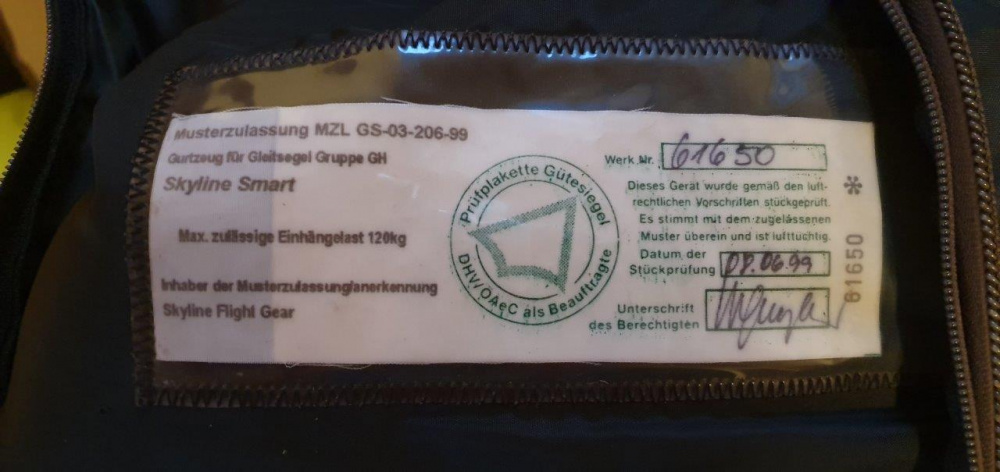 Musterzulassung MZL GS-03-206-99
Gurtzeug für Gleitsegel Gruppe GH
Skyline Smart
Max. zulässige Einhängelast 120kg
Inhaber der Musterzulassung/anerkennung
Skyline Flight Gear
Prüfplakette Gütesiegel
DHV/OAeC als Beauftragte
Werk.Nr. 61650
Dieses Gerät wurde gemäß den luft-
rechtlichen Vorschriften stückgeprüft.
Es stimmt mit dem zugelassenen
Muster überein und ist lufttüchtig.
Datum der
Stückprüfung 07.06.99
Unterschrift
des Berechtigten
61650 *